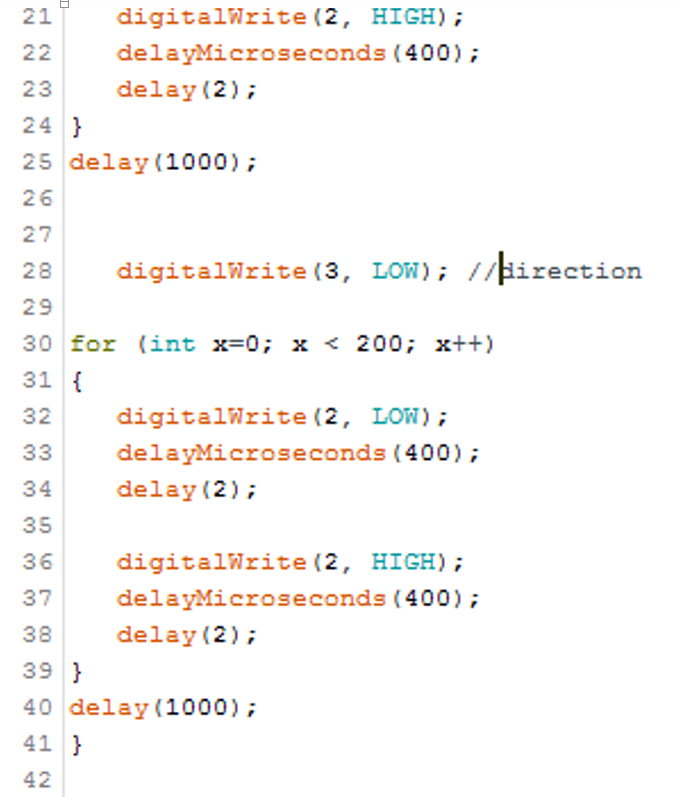 21 digitalWrite(2, HIGH);
22 delayMicroseconds(400);
23 delay(2);
24 }
25 delay(1000);
26
27
28 digitalWrite(3, LOW); //direction
29
30 for (int x=0; x < 200; x++)
31 {
32 digitalWrite(2, LOW);
33 delayMicroseconds(400);
34 delay(2);
35
36 digitalWrite(2, HIGH);
37 delayMicroseconds(400);
38 delay(2);
39 }
40 delay(1000);
41 }
42